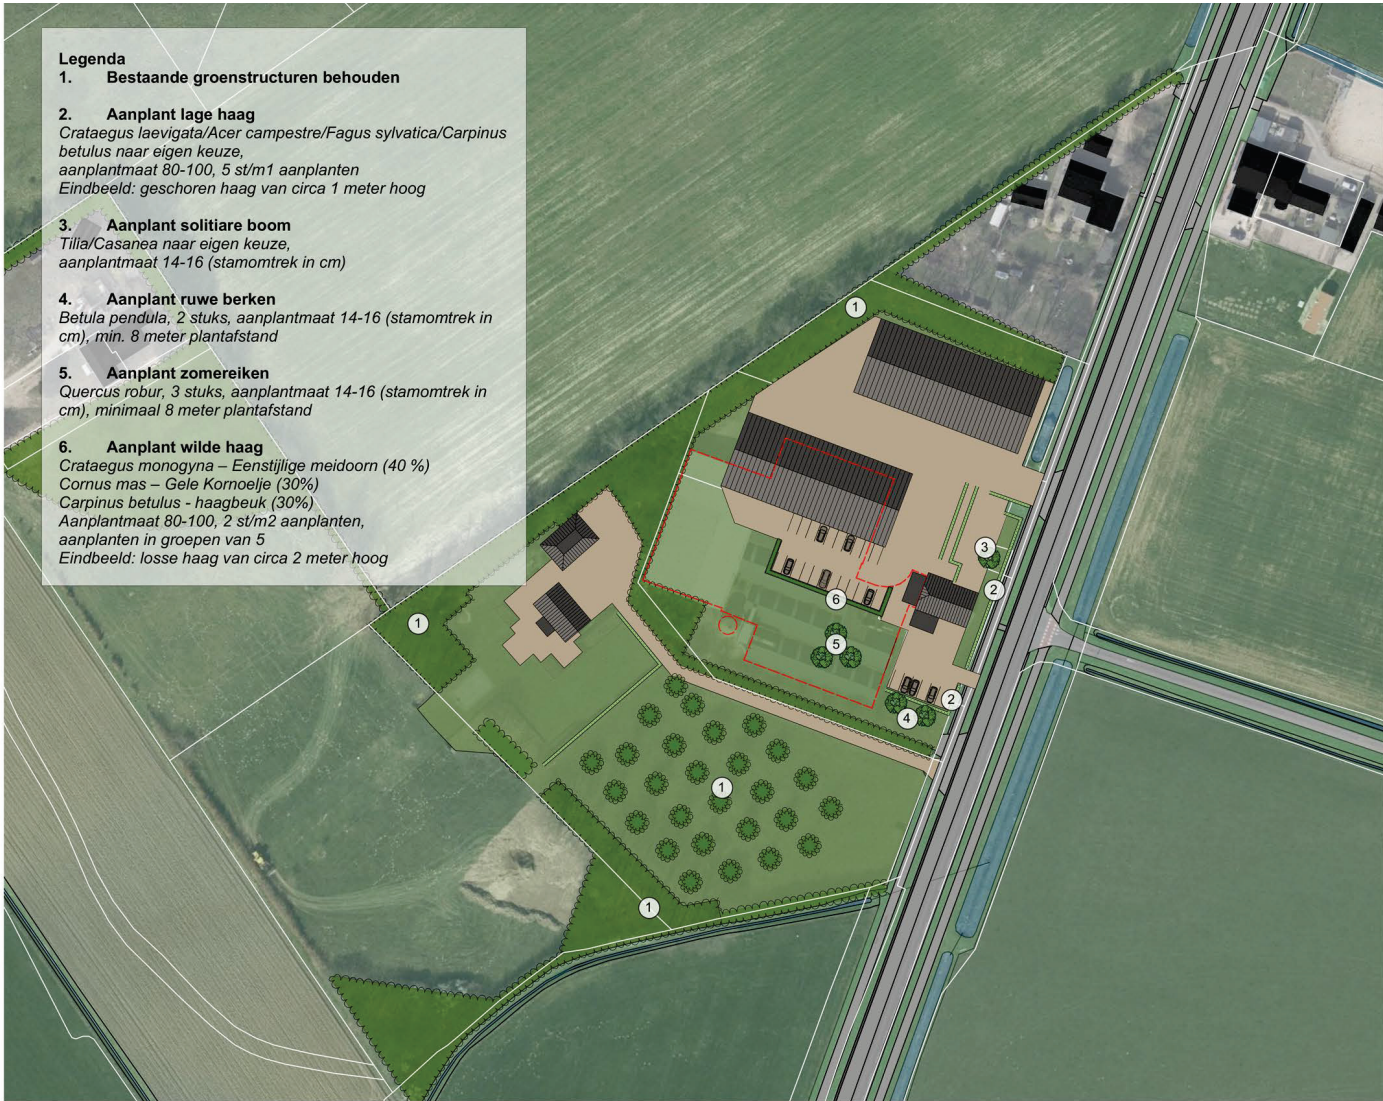 Legenda
1. Bestaande groenstructuren behouden
2. Aanplant lage haag
Crataegus laevigata/Acer campestre/Fagus sylvatica/Carpinus
betulus naar eigen keuze,
aanplantmaat 80-100, 5 st/m1 aanplanten
Eindbeeld: geschoren haag van circa 1 meter hoog
3. Aanplant solitiare boom
Tilia/Casanea naar eigen keuze,
aanplantmaat 14-16 (stamomtrek in cm)
4. Aanplant ruwe berken
Betula pendula, 2 stuks, aanplantmaat 14-16 (stamomtrek in
cm), min. 8 meter plantafstand
5. Aanplant zomereiken
Quercus robur, 3 stuks, aanplantmaat 14-16 (stamomtrek in
cm), minimaal 8 meter plantafstand
6. Aanplant wilde haag
Crataegus monogyna – Eenstijlige meidoorn (40 %)
Cornus mas – Gele Kornoelje (30%)
Carpinus betulus - haagbeuk (30%)
Aanplantmaat 80-100, 2 st/m2 aanplanten,
aanplanten in groepen van 5
Eindbeeld: losse haag van circa 2 meter hoog
1
3
2
6
1
5
2
4
1
1